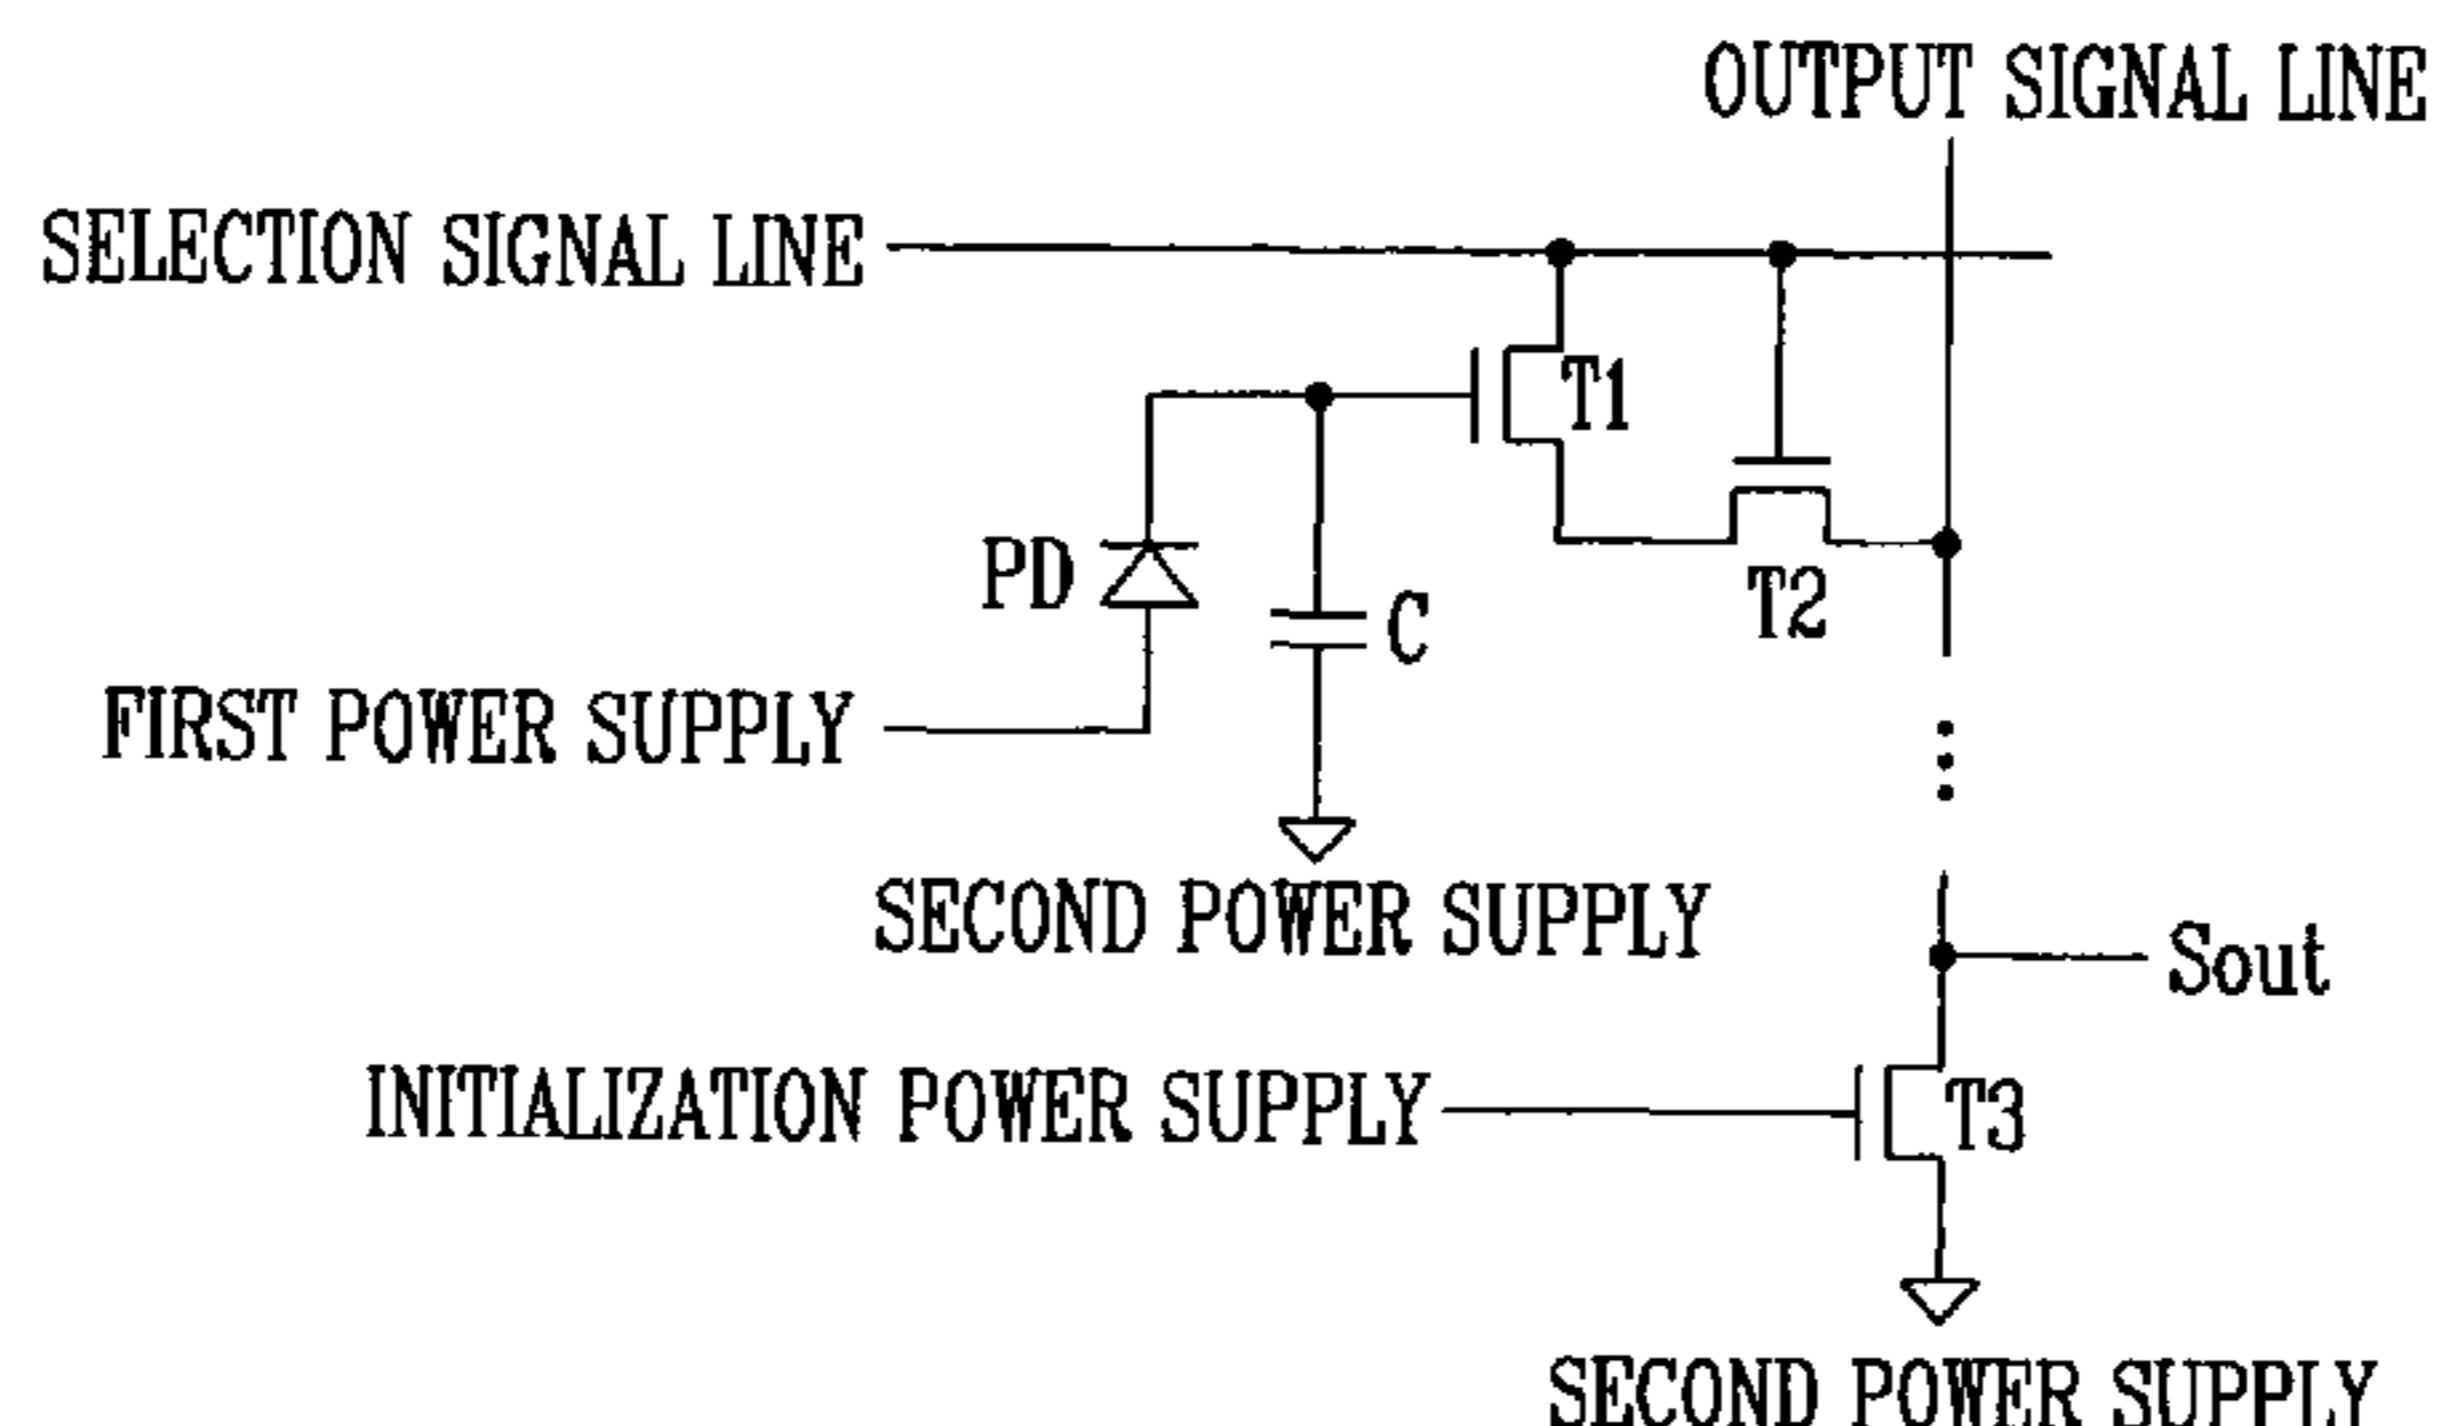 OUTPUT SIGNAL LINE
SELECTION SIGNAL LINE
T1
PD
T2
C
FIRST POWER SUPPLY
SECOND POWER SUPPLY
Sout
INITIALIZATION POWER SUPPLY
T3
SECOND POWER SUPPLY